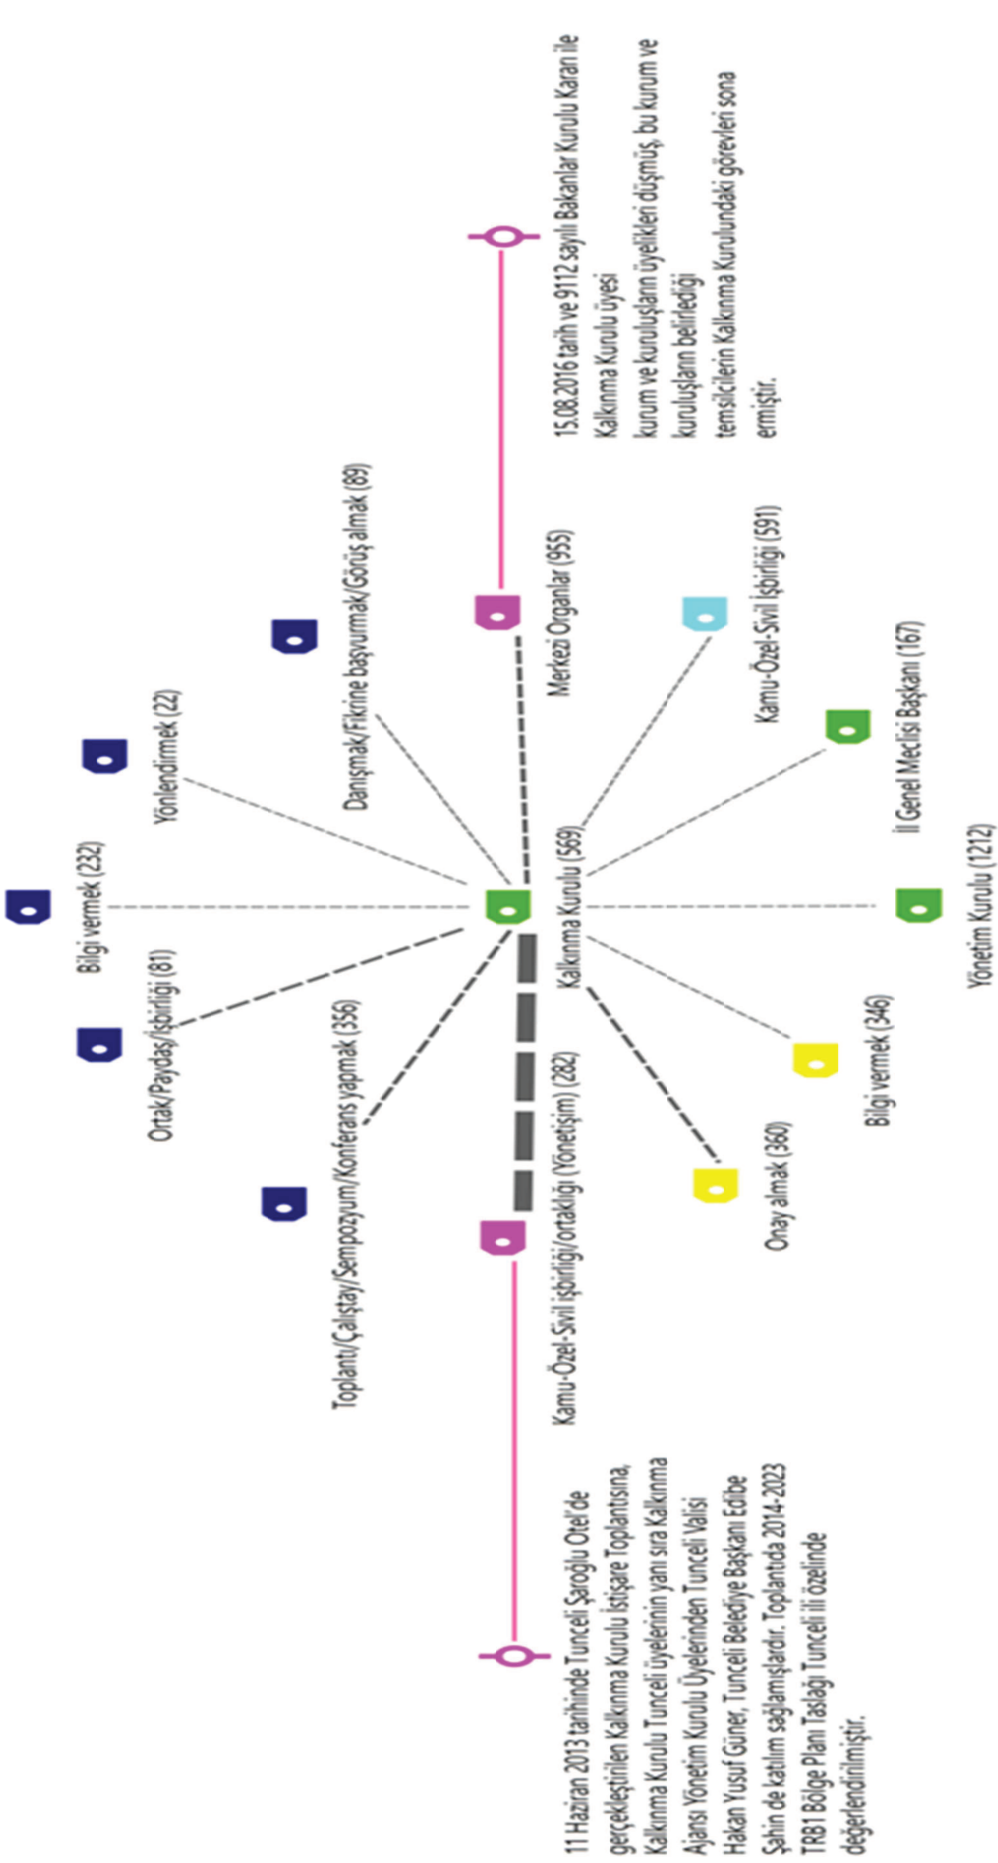 Bilgi vermek (232)
Yönlendirmek (22)
Ortak/Paydaş/işbirliği (81)
Danışmak/Fikrine başvurmak/Görüş almak (89)
Toplantı/Çalıştay/Sempozyum/Konferans yapmak (356)
Kalkınma Kurulu (569)
Merkezi Organlar (955)
Kamu-Özel-Sivil işbirliği/ortaklığı (Yönetişim) (282)
11 Haziran 2013 tarihinde Tunceli Şaroğlu Otel'de
gerçekleştirilen Kalkınma Kurulu İstişare Toplantısına,
Kalkınma Kurulu Tunceli üyelerinin yanı sıra Kalkınma
Ajansı Yönetim Kurulu Üyelerinden Tunceli Valisi
Hakan Yusuf Güner, Tunceli Belediye Başkanı Edibe
Şahin de katılım sağlamışlardır. Toplantıda 2014-2023
TRB1 Bölge Planı Taslağı Tunceli ili özelinde
değerlendirilmiştir.
15.08.2016 tarih ve 9112 sayılı Bakanlar Kurulu Kararı ile
Kalkınma Kurulu üyesi
kurum ve kuruluşların üyelikleri düşmüş, bu kurum ve
kuruluşların belirlediği
temsilcilerin Kalkınma Kurulundaki görevleri sona
ermiştir.
Kamu-Özel-Sivil İşbirliği (591)
Onay almak (360)
Bilgi vermek (346)
İl Genel Meclisi Başkanı (167)
Yönetim Kurulu (1212)